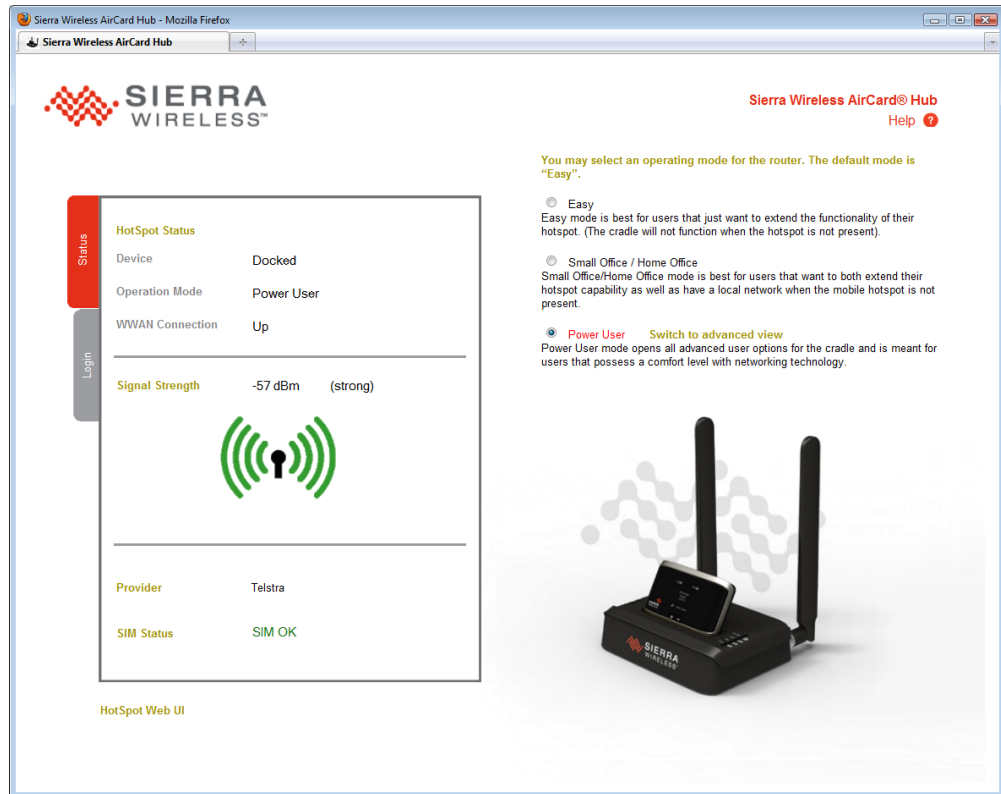 Sierra Wireless AirCard Hub - Mozilla Firefox
Sierra Wireless AirCard Hub
SIERRA
WIRELESS™
Sierra Wireless AirCard® Hub
Help ?
You may select an operating mode for the router. The default mode is
“Easy”.
Easy
Easy mode is best for users that just want to extend the functionality of their
hotspot. (The cradle will not function when the hotspot is not present).
Small Office / Home Office
Small Office/Home Office mode is best for users that want to both extend their
hotspot capability as well as have a local network when the mobile hotspot is not
present.
Power User Switch to advanced view
Power User mode opens all advanced user options for the cradle and is meant for
users that possess a comfort level with networking technology.
Status
Login
HotSpot Status
Device Docked
Operation Mode Power User
WWAN Connection Up
Signal Strength -57 dBm (strong)
Provider Telstra
SIM Status SIM OK
HotSpot Web UI
SIERRA
WIRELESS